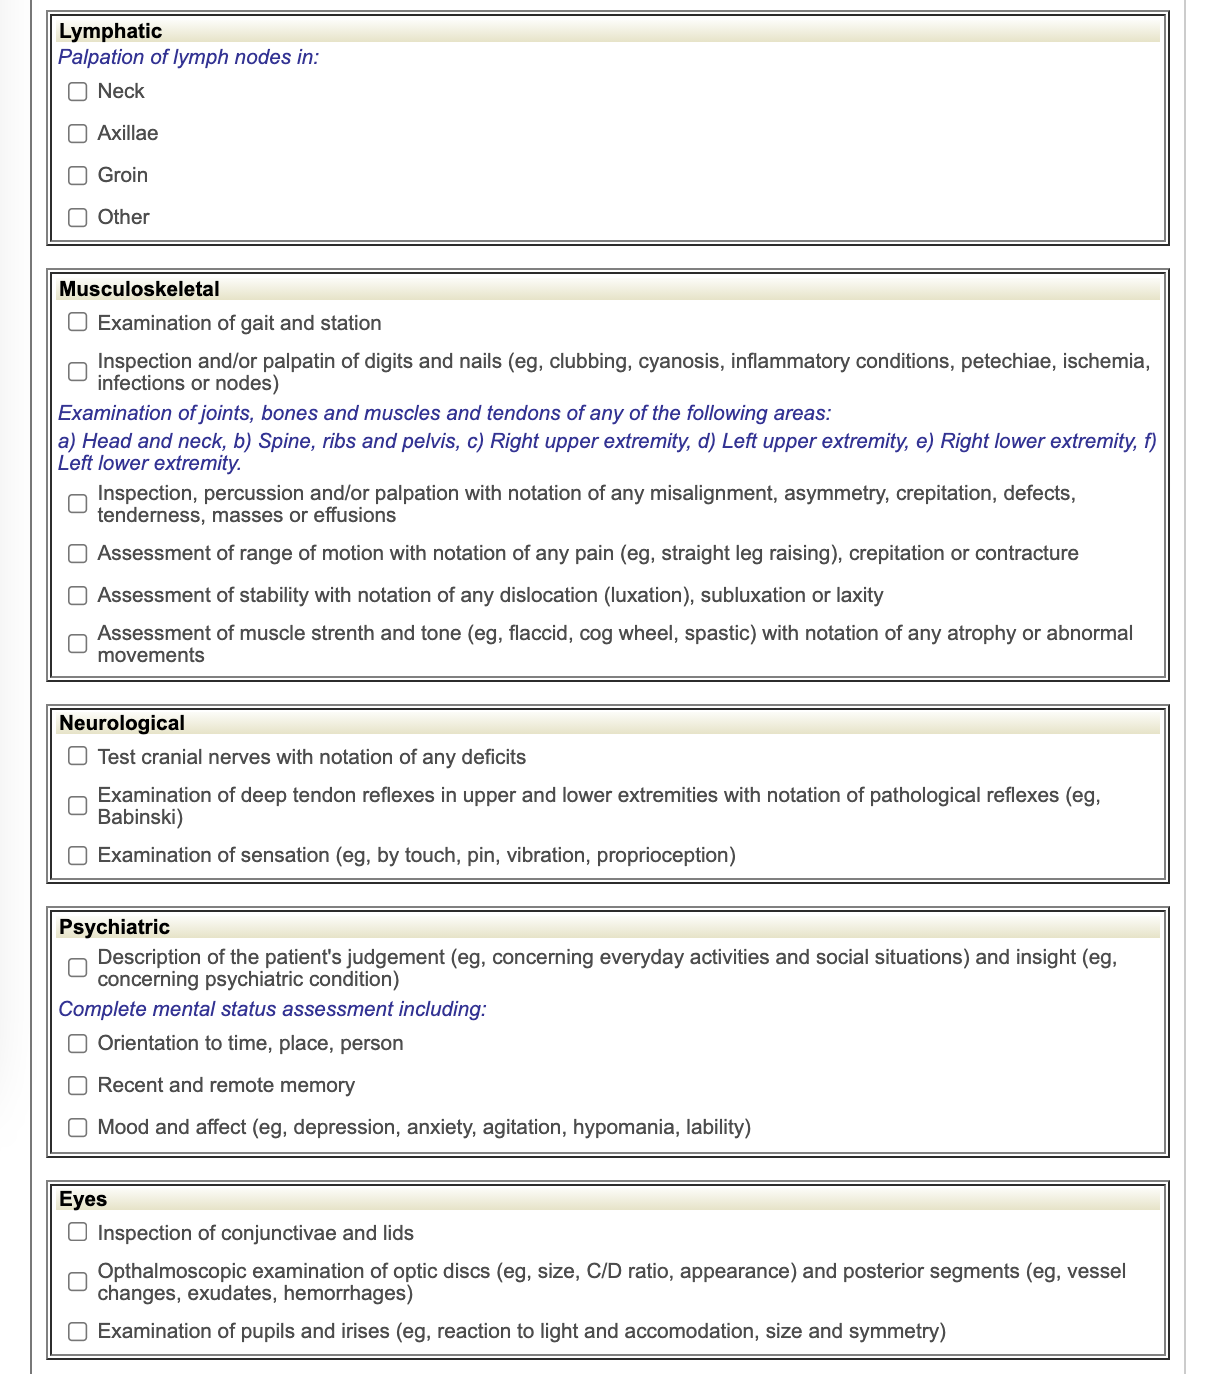 Lymphatic
Palpation of lymph nodes in:
Neck
Axillae
Groin
Other
Musculoskeletal
Examination of gait and station
Inspection and/or palpatin of digits and nails (eg, clubbing, cyanosis, inflammatory conditions, petechiae, ischemia,
infections or nodes)
Examination of joints, bones and muscles and tendons of any of the following areas:
a) Head and neck, b) Spine, ribs and pelvis, c) Right upper extremity, d) Left upper extremity, e) Right lower extremity, f)
Left lower extremity.
Inspection, percussion and/or palpation with notation of any misalignment, asymmetry, crepitation, defects,
tenderness, masses or effusions
Assessment of range of motion with notation of any pain (eg, straight leg raising), crepitation or contracture
Assessment of stability with notation of any dislocation (luxation), subluxation or laxity
Assessment of muscle strenth and tone (eg, flaccid, cog wheel, spastic) with notation of any atrophy or abnormal
movements
Neurological
Test cranial nerves with notation of any deficits
Examination of deep tendon reflexes in upper and lower extremities with notation of pathological reflexes (eg,
Babinski)
Examination of sensation (eg, by touch, pin, vibration, proprioception)
Psychiatric
Description of the patient's judgement (eg, concerning everyday activities and social situations) and insight (eg,
concerning psychiatric condition)
Complete mental status assessment including:
Orientation to time, place, person
Recent and remote memory
Mood and affect (eg, depression, anxiety, agitation, hypomania, lability)
Eyes
Inspection of conjunctivae and lids
Opthalmoscopic examination of optic discs (eg, size, C/D ratio, appearance) and posterior segments (eg, vessel
changes, exudates, hemorrhages)
Examination of pupils and irises (eg, reaction to light and accomodation, size and symmetry)